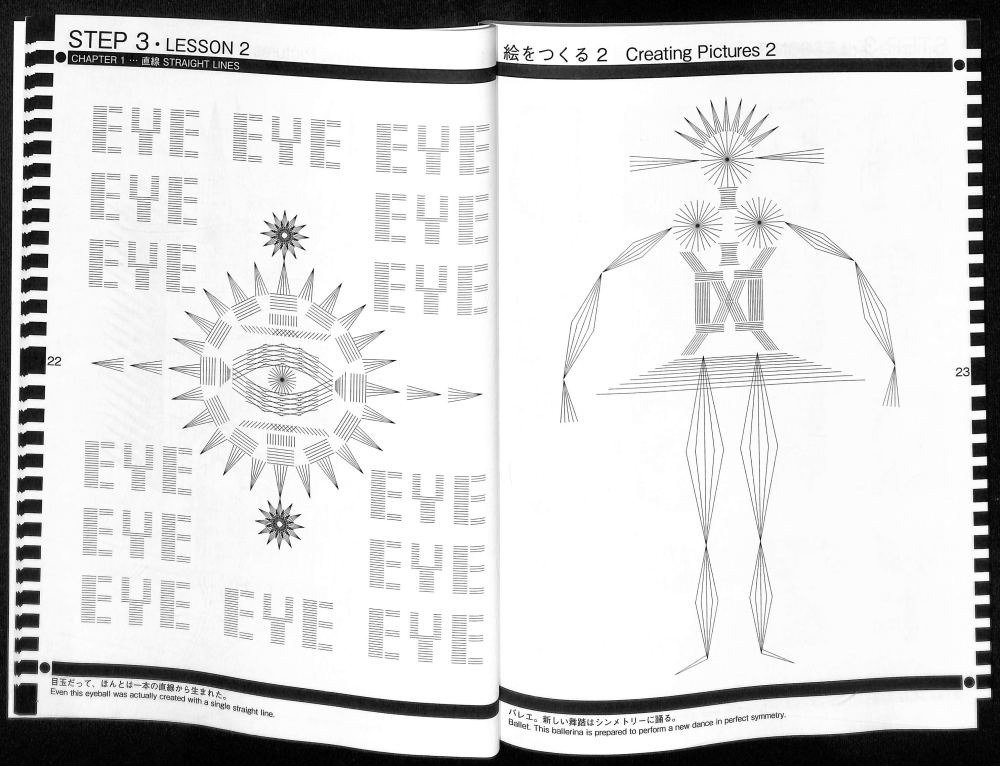 STEP 3・LESSON 2
CHAPTER 1 … 直線 STRAIGHT LINES
EYE EYE EYE
EYE EYE
EYE EYE
22
EYE EYE
EYE EYE
EYE EYE EYE
目玉だって、ほんとは一本の直線から生まれた。
Even this eyeball was actually created with a single straight line.
絵をつくる 2 Creating Pictures 2
23
バレエ。新しい舞踏はシンメトリーに踊る。
Ballet. This ballerina is prepared to perform a new dance in perfect symmetry.